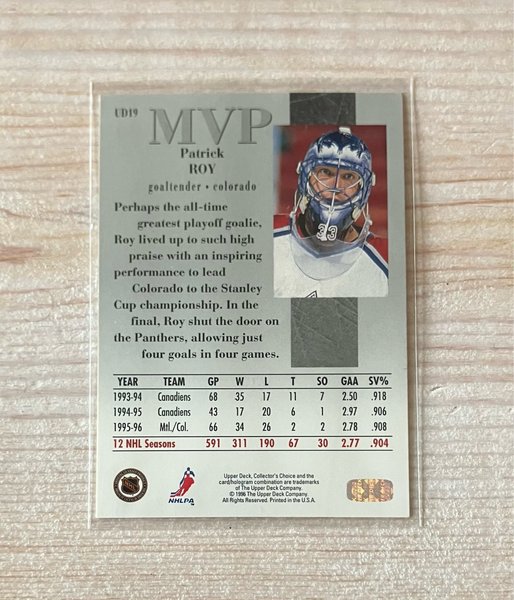 UD19
MVP
Patrick
ROY
goaltender • colorado
Perhaps the all-time
greatest playoff goalie,
Roy lived up to such high
praise with an inspiring
performance to lead
Colorado to the Stanley
Cup championship. In the
final, Roy shut the door on
the Panthers, allowing just
four goals in four games.
33
YEAR TEAM GP W L T SO GAA SV%
1993-94 Canadiens 68 35 17 11 7 2.50 .918
1994-95 Canadiens 43 17 20 6 1 2.97 .906
1995-96 Mtl./Col. 66 34 26 2 2 2.78 .908
12 NHL Seasons 591 311 190 67 30 2.77 .904
NHLPA
Upper Deck, Collector's Choice and the
card/hologram combination are trademarks
of The Upper Deck Company.
© 1996 The Upper Deck Company.
All Rights Reserved. Printed in the U.S.A.